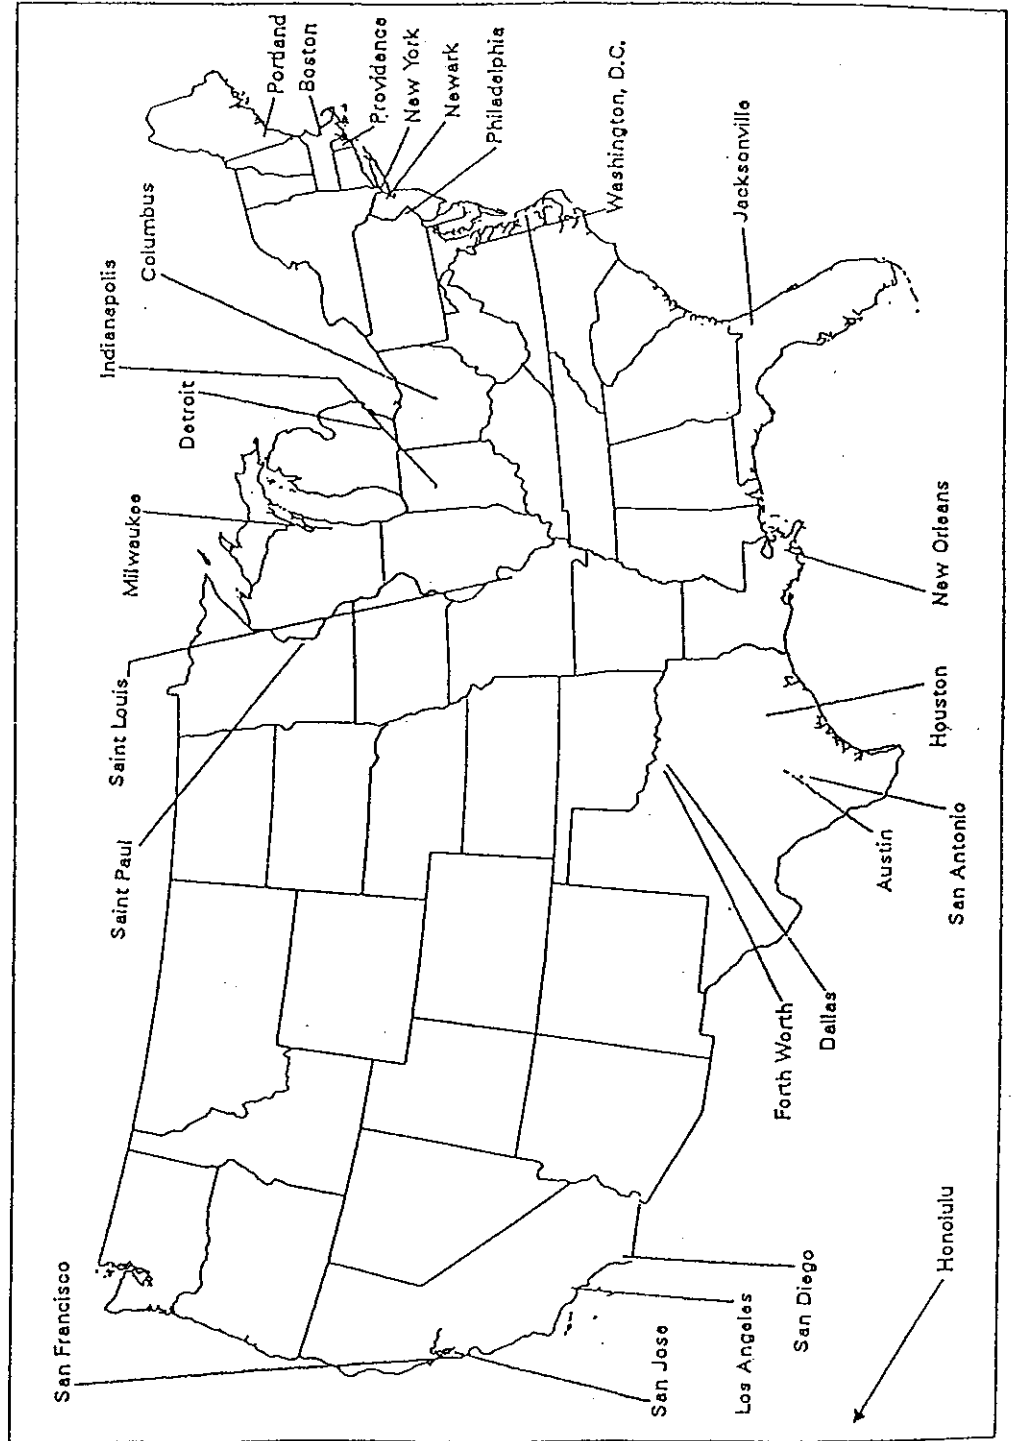 Portland
Boston
Providence
New York
Newark
Philadelphia
Washington, D.C.
Jacksonville
Columbus
Indianapolis
Detroit
Milwaukee
New Orleans
Saint Louis
Saint Paul
Houston
San Antonio
Austin
Dallas
Forth Worth
San Francisco
San Jose
Los Angeles
San Diego
Honolulu